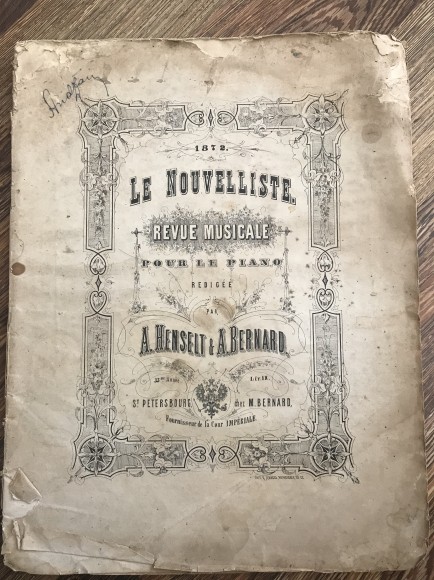 1872.
LE NOUVELLISTE.
REVUE MUSICALE
POUR LE PIANO
REDIGÉE
PAR
A. HENSELT & A. BERNARD.
St PÉTERSBOURG, chez M. BERNARD,
Fournisseur de la Cour IMPÉRIALE